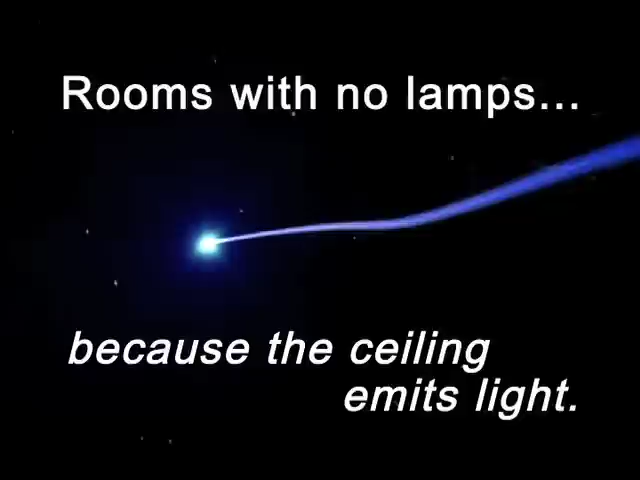 Rooms with no lamps...
because the ceiling
emits light.